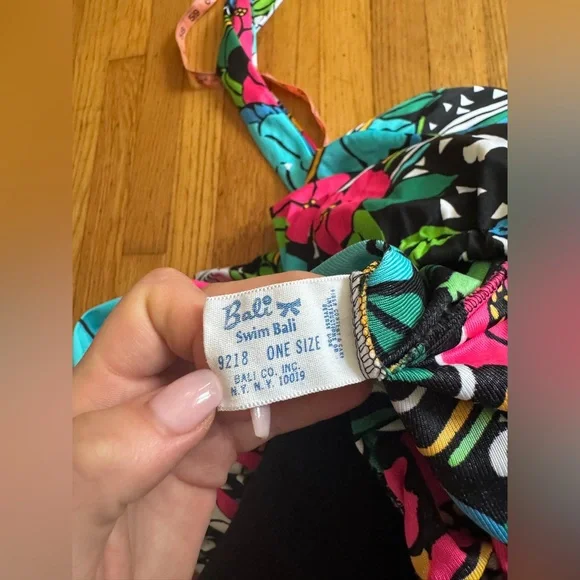 Bali
Swim Bali
9218 ONE SIZE
BALI CO. INC.
N.Y. N.Y. 10019